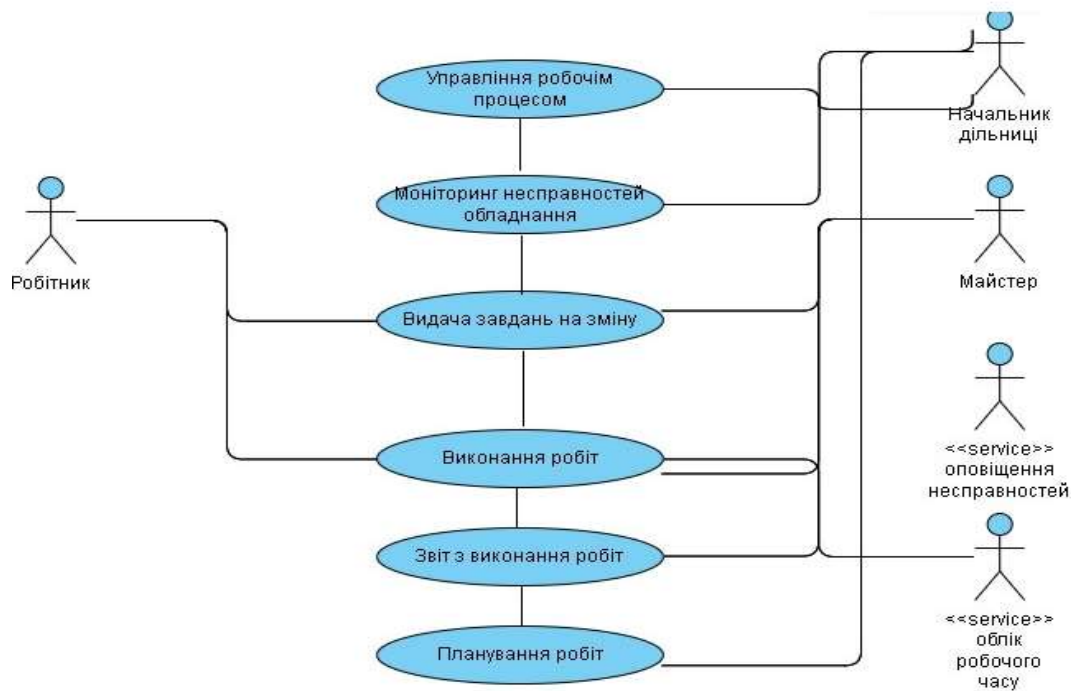 Управління робочім
процесом
Начальник
дільниці
Моніторинг несправностей
обладнання
Робітник
Майстер
Видача завдань на зміну
Виконання робіт
<<service>>
оповіщення
несправностей
Звіт з виконання робіт
Планування робіт
<<service>>
облік
робочого
часу